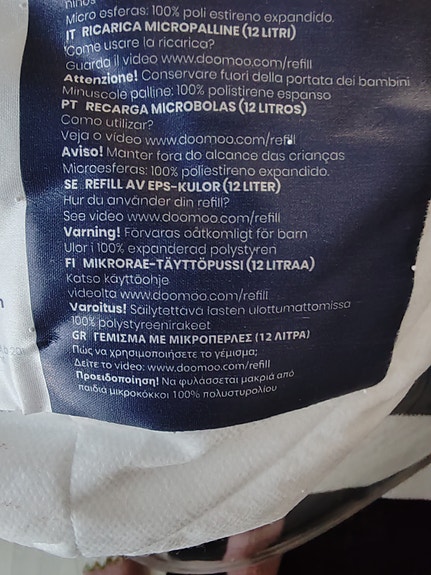 niños
Micro esferas: 100% poli estireno expandido.
IT RICARICA MICROPALLINE (12 LITRI)
Come usare la ricarica?
Guarda il video www.doomoo.com/refill
Attenzione! Conservare fuori della portata dei bambini
Minuscole palline: 100% polistirene espanso
PT RECARGA MICROBOLAS (12 LITROS)
Como utilizar?
Veja o vídeo www.doomoo.com/refill
Aviso! Manter fora do alcance das crianças
Microesferas: 100% poliestireno expandido.
SE REFILL AV EPS-KULOR (12 LITER)
Hur du använder din refill?
See video www.doomoo.com/refill
Varning! Förvaras oåtkomligt för barn
Ulor i 100% expanderad polystyren
FI MIKRORAE-TÄYTTÖPUSSI (12 LITRAA)
Katso käyttöohje
videolta www.doomoo.com/refill
Varoitus! Säilytettävä lasten ulottumattomissa
100% polystyreenirakeet
GR ΓΕΜΙΣΜΑ ΜΕ ΜΙΚΡΟΠΕΡΛΕΣ (12 ΛΙΤΡΑ)
Πώς να χρησιμοποιήσετε το γέμισμα;
Δείτε το video: www.doomoo.com/refill
Προειδοποίηση! Να φυλάσσεται μακριά από
παιδιά μικροκόκκοι 100% πολυστυρολίου